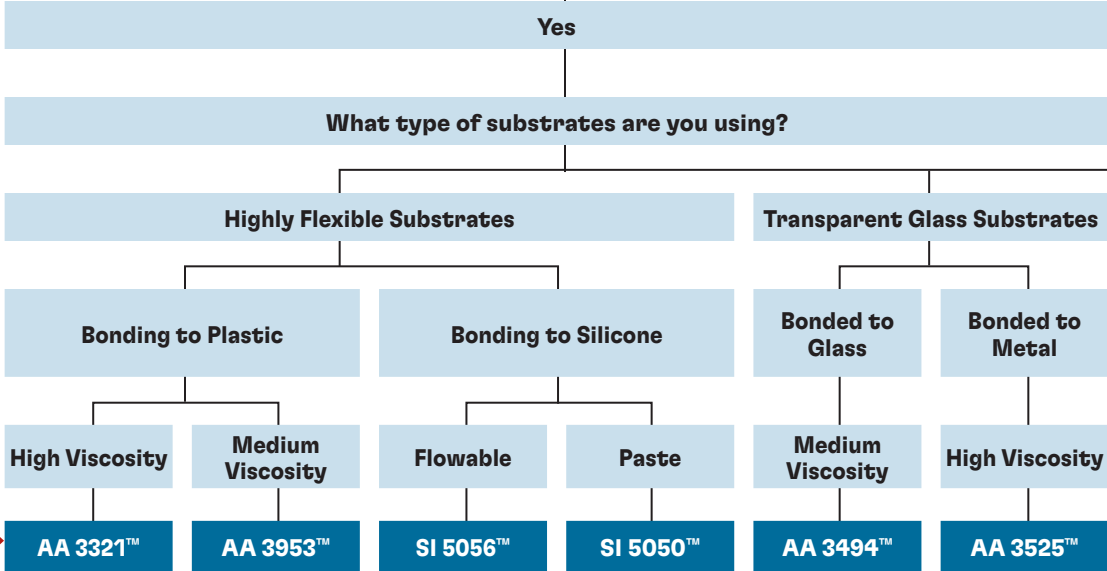 Yes
What type of substrates are you using?
Highly Flexible Substrates
Transparent Glass Substrates
Bonding to Plastic
Bonding to Silicone
Bonded to
Glass
Bonded to
Metal
High Viscosity
Medium
Viscosity
Flowable
Paste
Medium
Viscosity
High Viscosity
AA 3321™
AA 3953™
SI 5056™
SI 5050™
AA 3494™
AA 3525™